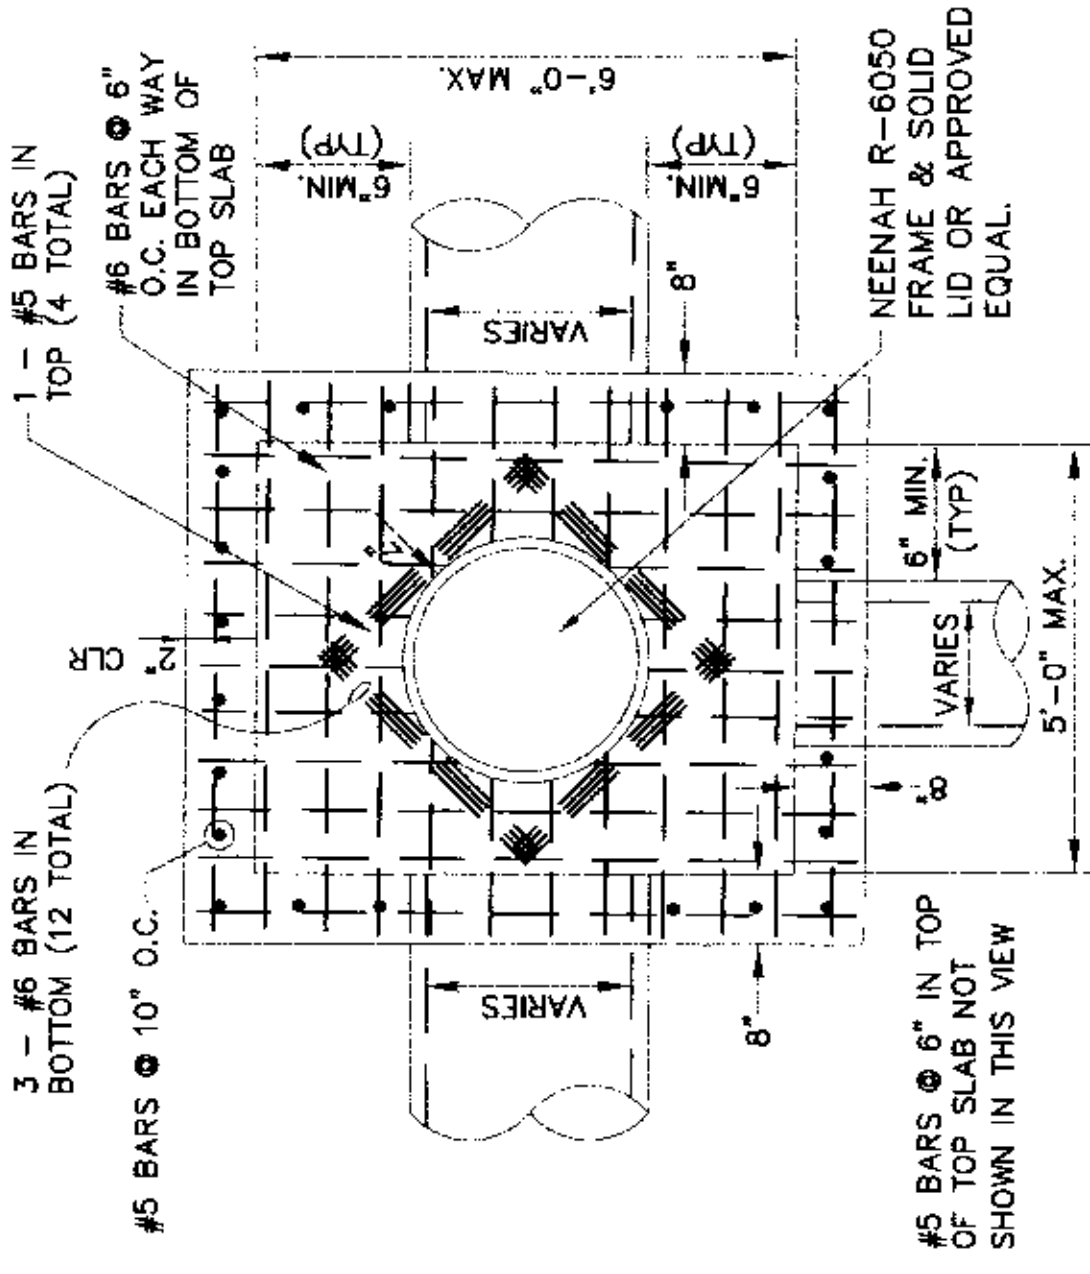 3 - #6 BARS IN
BOTTOM (12 TOTAL)
#5 BARS @ 10" O.C.
2" CLR
1 - #5 BARS IN
TOP (4 TOTAL)
#6 BARS @ 6"
O.C. EACH WAY
IN BOTTOM OF
TOP SLAB
6"MIN.
(TYP)
6'-0" MAX.
6"MIN.
(TYP)
VARIES
8"
VARIES
8"
NEENAH R-6050
FRAME & SOLID
LID OR APPROVED
EQUAL.
6" MIN.
(TYP)
VARIES
5'-0" MAX.
8"
#5 BARS @ 6" IN TOP
OF TOP SLAB NOT
SHOWN IN THIS VIEW